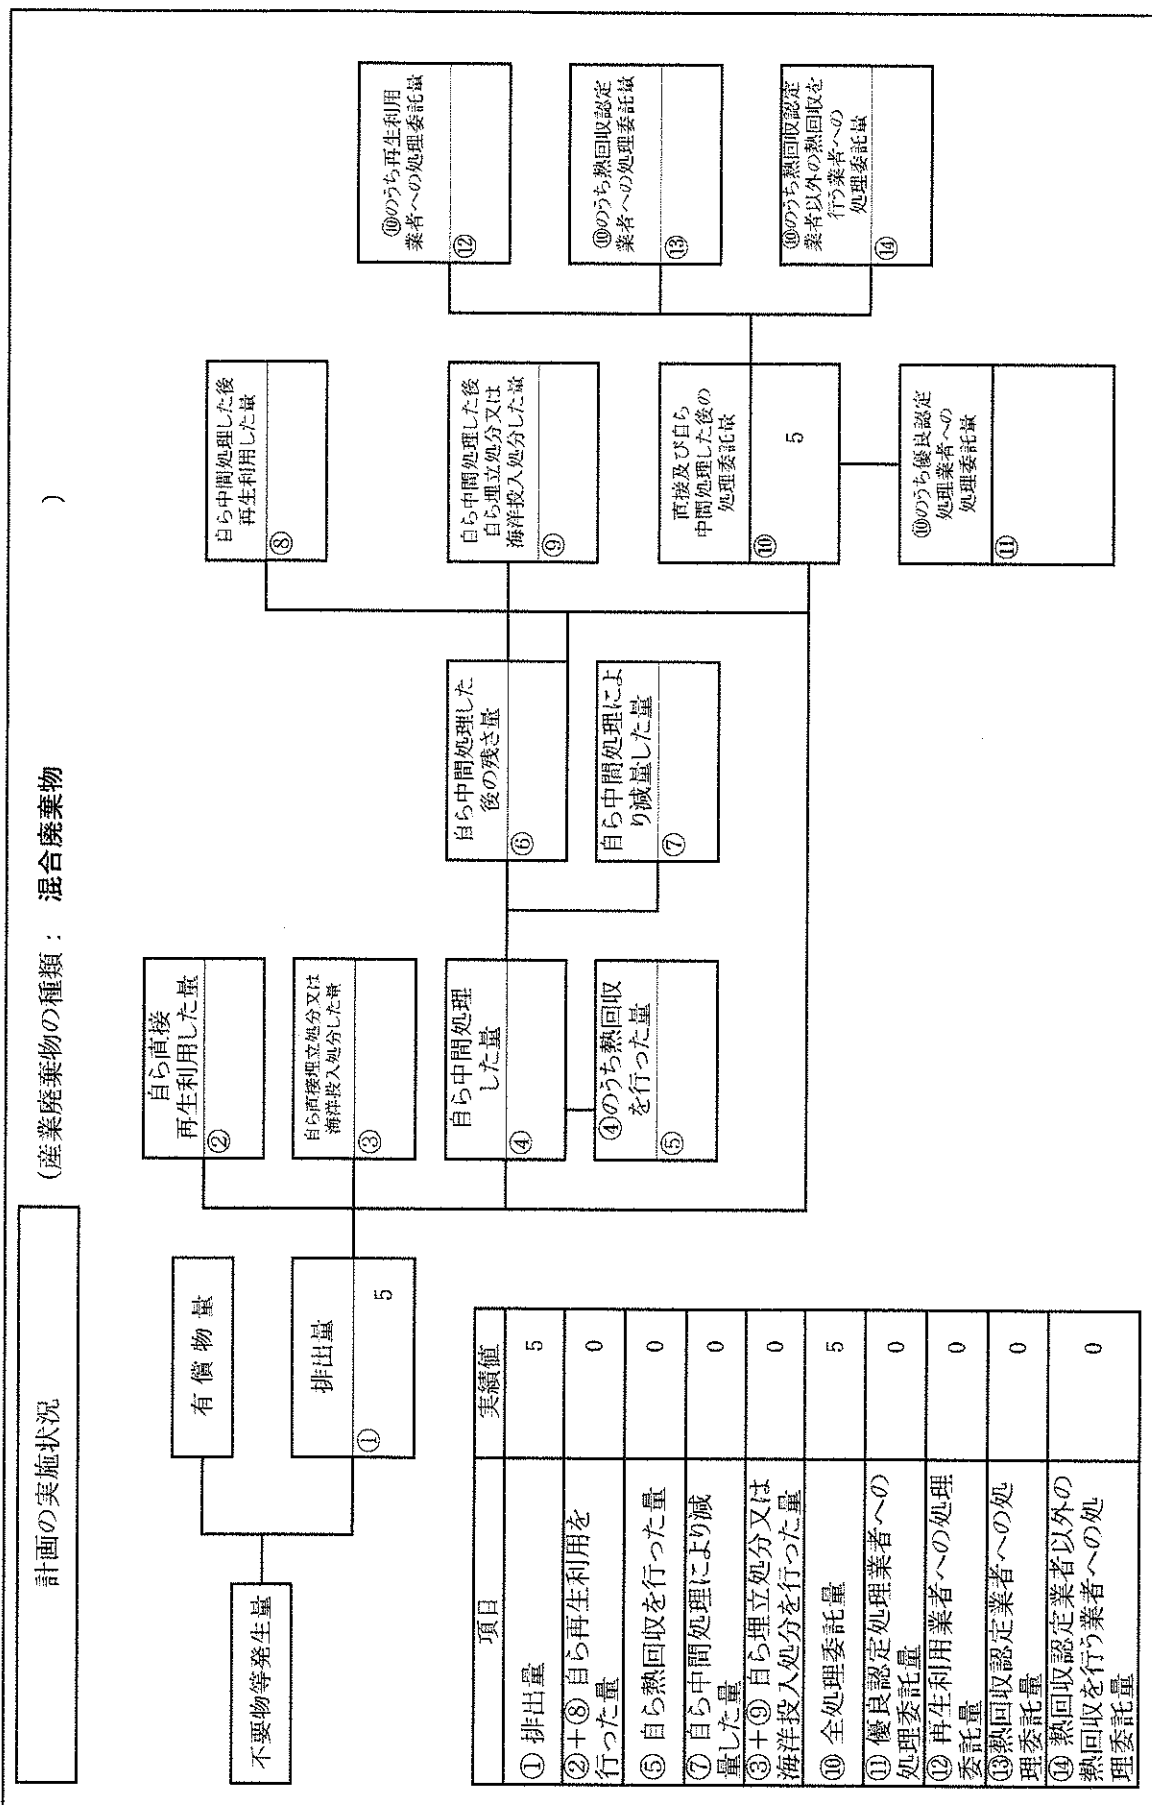 計画の実施状況
（産業廃棄物の種類： 混合廃棄物 ）
不要物等発生量
有償物量
排出量
①
5
自ら直接
再生利用した量
②
自ら直接埋立処分又は
海洋投入処分した量
③
自ら中間処理
した量
④
④のうち熱回収
を行った量
⑤
自ら中間処理した
後の残さ量
⑥
自ら中間処理によ
り減量した量
⑦
自ら中間処理した後
再生利用した量
⑧
自ら中間処理した後
自ら埋立処分又は
海洋投入処分した量
⑨
直接及び自ら
中間処理した後の
処理委託量
⑩
5
⑩のうち優良認定
処理業者への
処理委託量
⑪
⑩のうち再生利用
業者への処理委託量
⑫
⑩のうち熱回収認定
業者への処理委託量
⑬
⑩のうち熱回収認定
業者以外の熱回収を
行う業者への
処理委託量
⑭
項目 実績値
① 排出量 5
②＋⑧ 自ら再生利用を
行った量 0
⑤ 自ら熱回収を行った量 0
⑦ 自ら中間処理により減
量した量 0
③＋⑨ 自ら埋立処分又は
海洋投入処分を行った量 0
⑩ 全処理委託量 5
⑪ 優良認定処理業者への
処理委託量 0
⑫ 再生利用業者への処理
委託量 0
⑬熱回収認定業者への処
理委託量 0
⑭ 熱回収認定業者以外の
熱回収を行う業者への処
理委託量 0